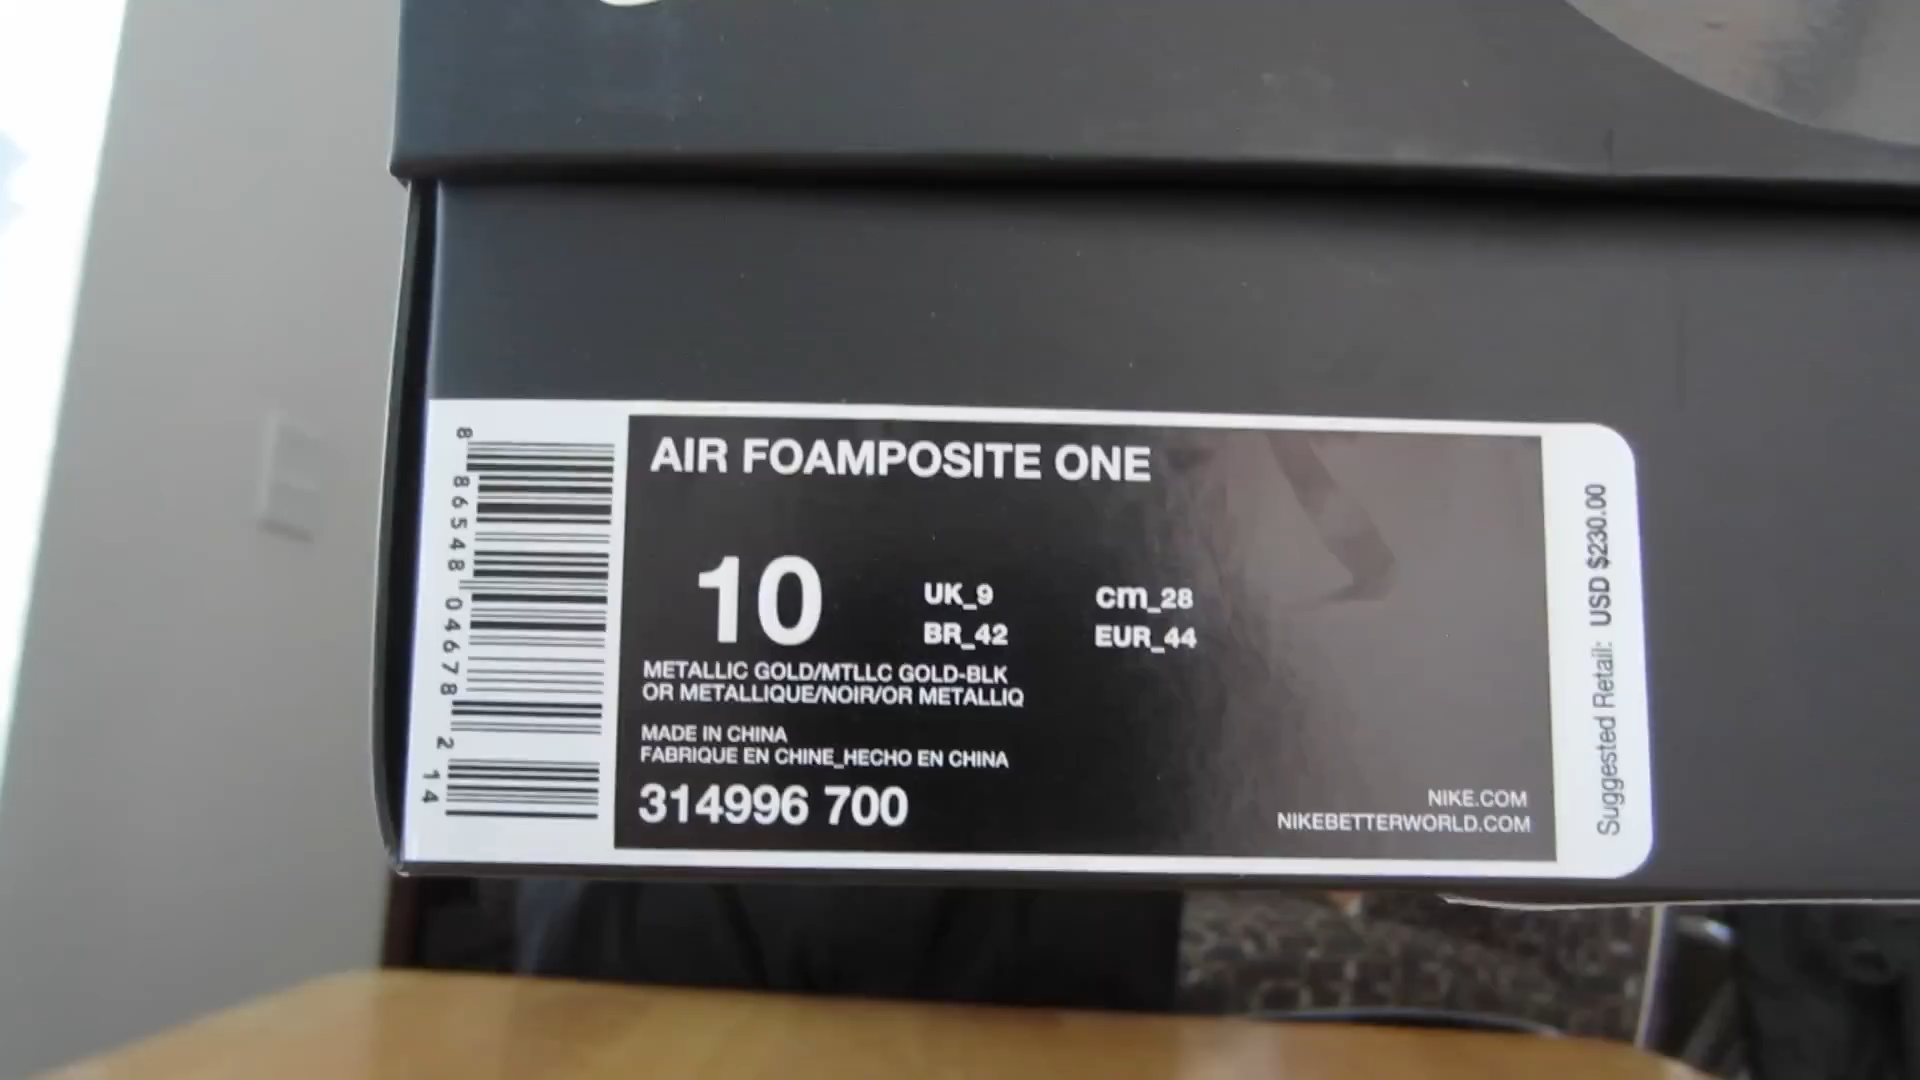 AIR FOAMPOSITE ONE
10
UK_9
cm_28
BR_42
EUR_44
METALLIC GOLD/MTLLC GOLD-BLK
OR METALLIQUE/NOIR/OR METALLIQ
MADE IN CHINA
FABRIQUE EN CHINE_HECHO EN CHINA
314996 700
NIKE.COM
NIKEBETTERWORLD.COM
8 86548 04678 2 14
Suggested Retail: USD $230.00